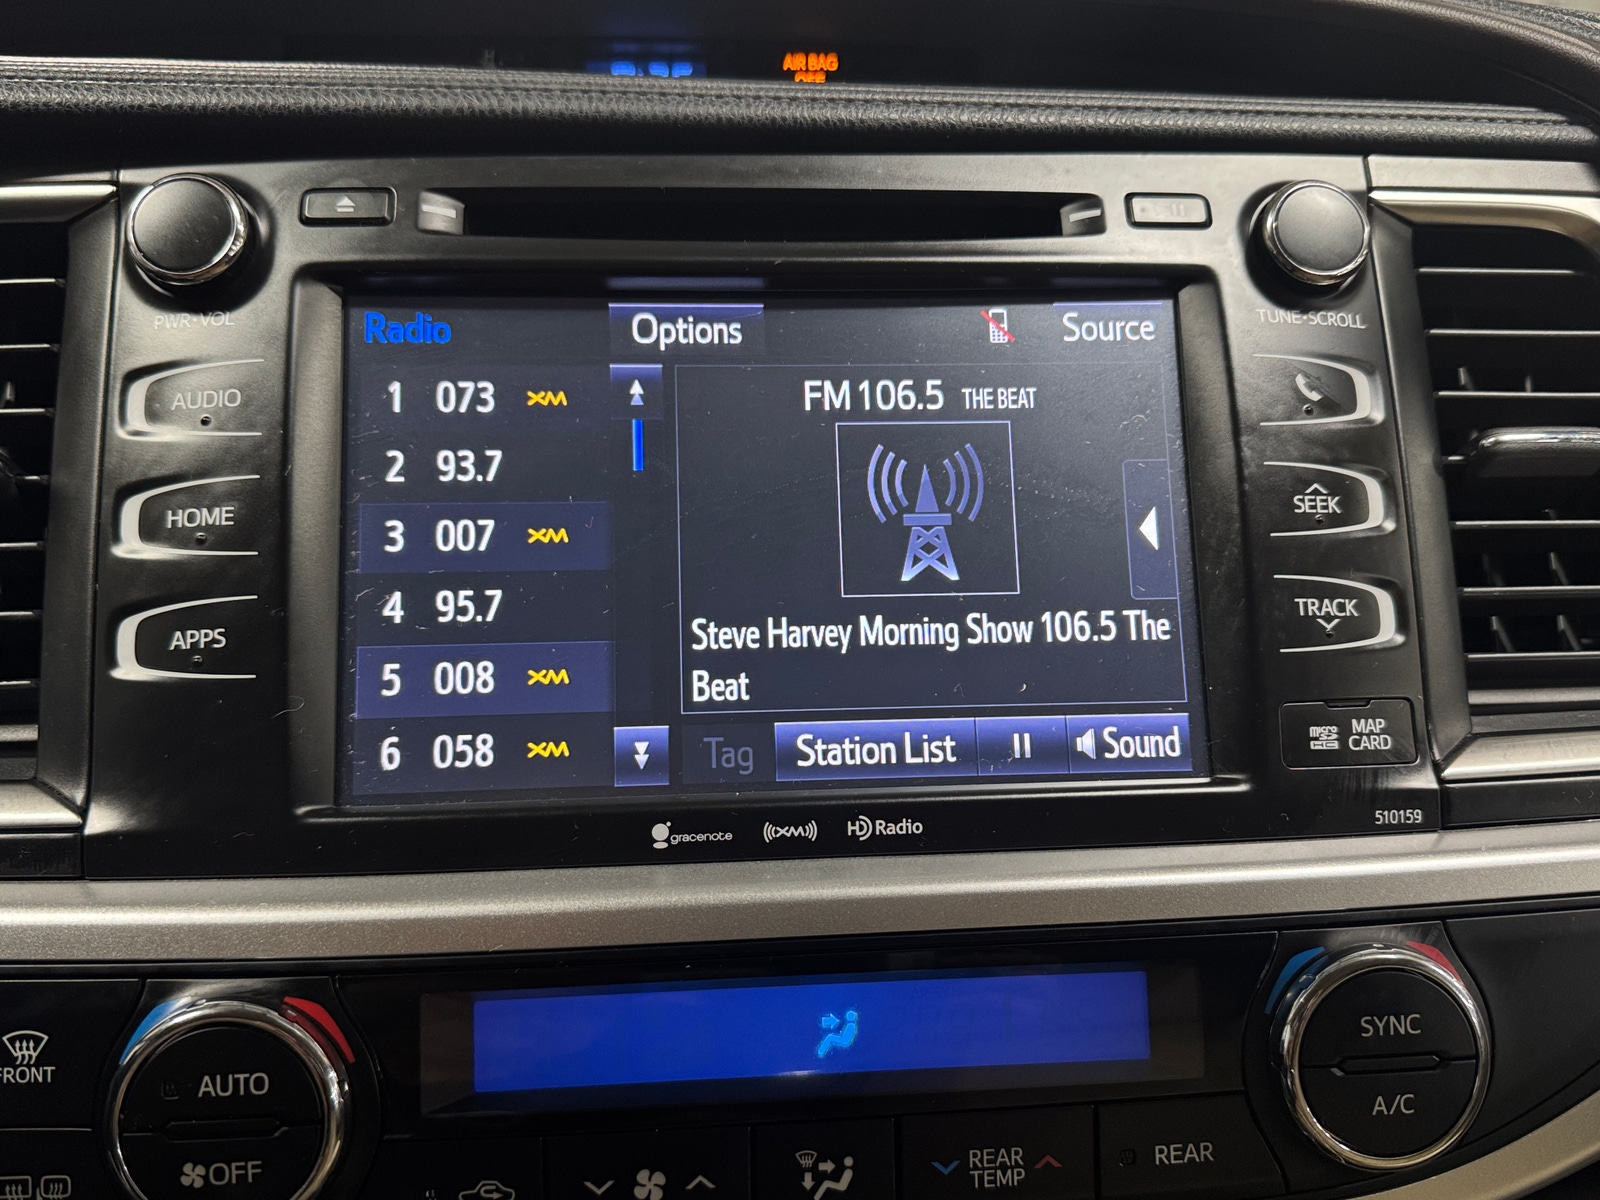 AIR BAG
OFF
PWR•VOL
TUNE•SCROLL
AUDIO
HOME
APPS
Radio
Options
Source
1 073 XM
2 93.7
3 007 XM
4 95.7
5 008 XM
6 058 XM
FM 106.5 THE BEAT
Steve Harvey Morning Show 106.5 The
Beat
Tag
Station List
Sound
SEEK
TRACK
micro
SD
HC
MAP
CARD
510159
gracenote
((XM))
HD Radio
FRONT
AUTO
OFF
SYNC
A/C
REAR
TEMP
REAR